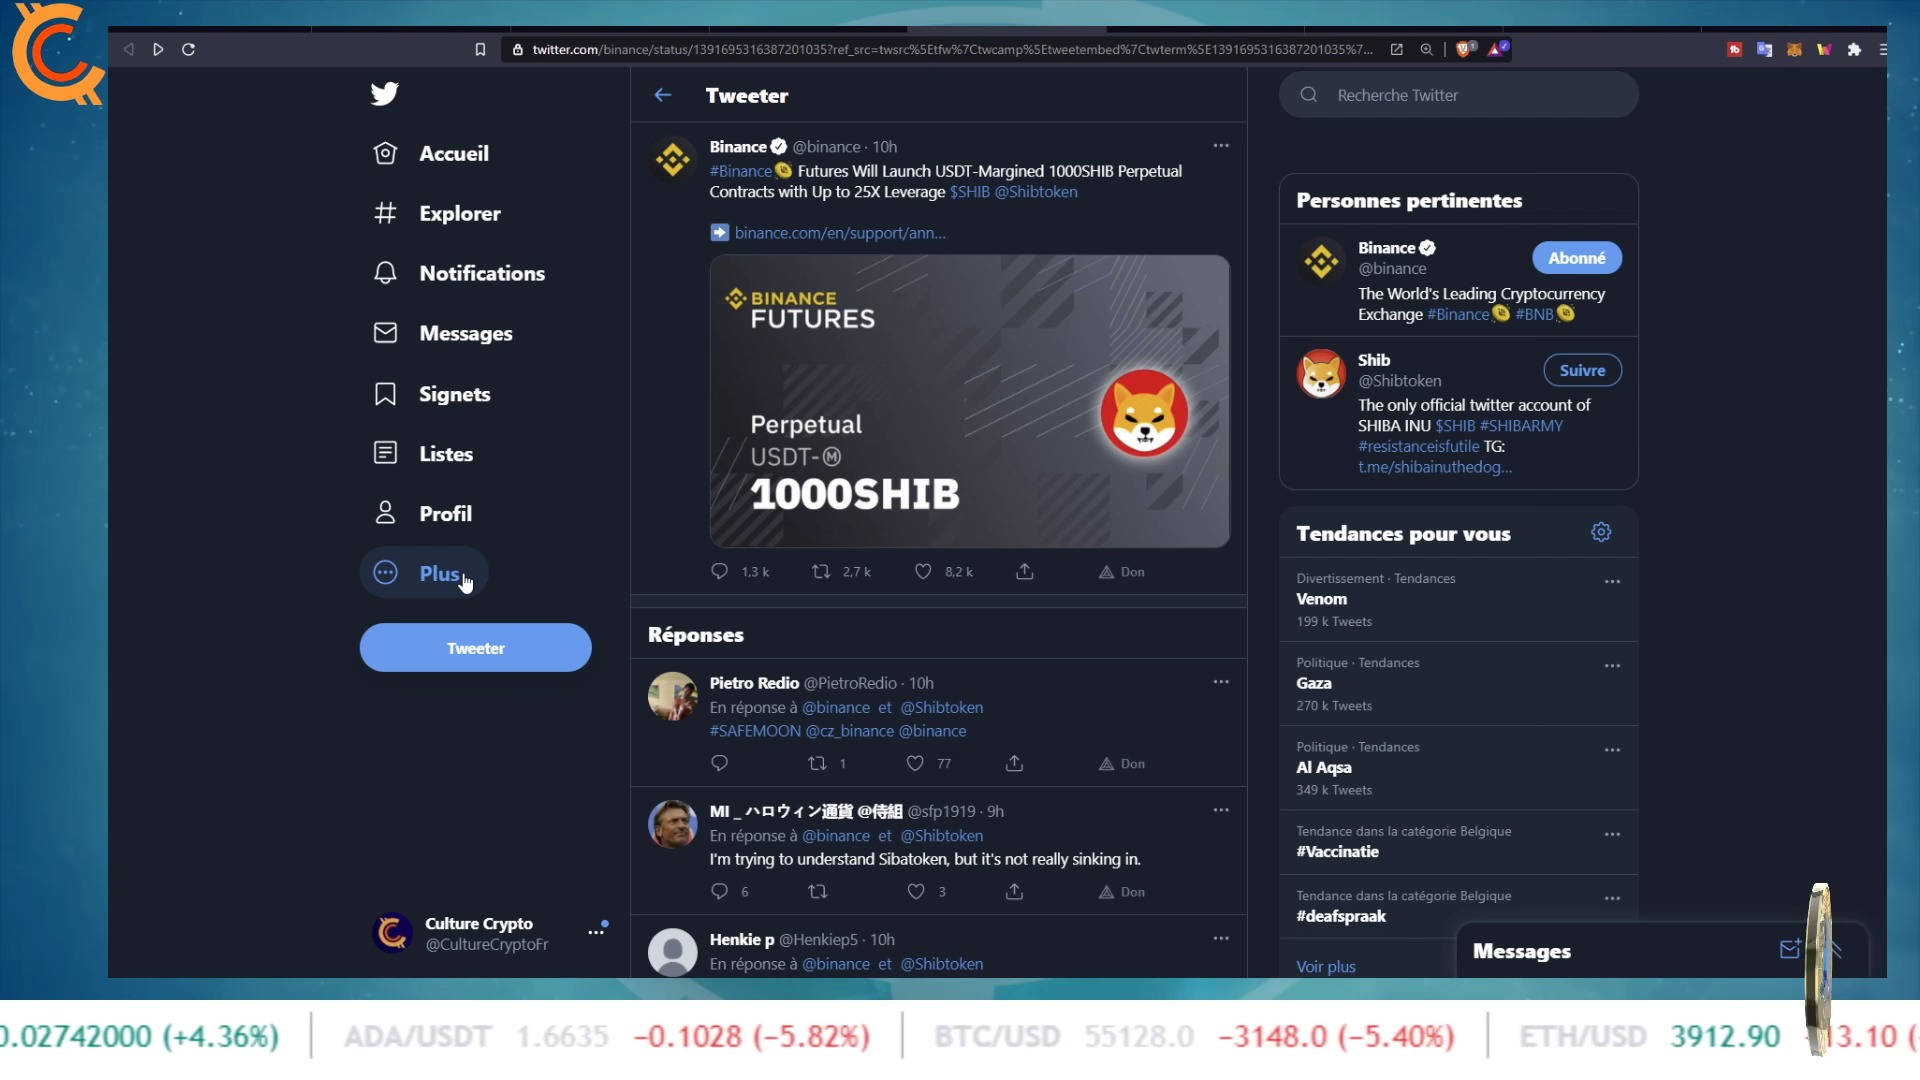 twitter.com/binance/status/1391695316387201035?ref_src=twsrc%5Etfw%7Ctwcamp%5Etweetembed%7Ctwterm%5E1391695316387201035%7...
Accueil
Explorer
Notifications
Messages
Signets
Listes
Profil
Plus
Tweeter
Culture Crypto
@CultureCryptoFr
Tweeter
Binance @binance · 10h
#Binance Futures Will Launch USDT-Margined 1000SHIB Perpetual
Contracts with Up to 25X Leverage $SHIB @Shibtoken
binance.com/en/support/ann...
BINANCE
FUTURES
Perpetual
USDT-Ⓜ
1000SHIB
1,3 k 2,7 k 8,2 k Don
Réponses
Pietro Redio @PietroRedio · 10h
En réponse à @binance et @Shibtoken
#SAFEMOON @cz_binance @binance
1 77 Don
MI _ ハロウィン通貨 @侍組 @sfp1919 · 9h
En réponse à @binance et @Shibtoken
I'm trying to understand Sibatoken, but it's not really sinking in.
6 3 Don
Henkie p @Henkiep5 · 10h
En réponse à @binance et @Shibtoken
Recherche Twitter
Personnes pertinentes
Binance
@binance
Abonné
The World's Leading Cryptocurrency
Exchange #Binance #BNB
Shib
@Shibtoken
Suivre
The only official twitter account of
SHIBA INU $SHIB #SHIBARMY
#resistanceisfutile TG:
t.me/shibainuthedog...
Tendances pour vous
Divertissement · Tendances
Venom
199 k Tweets
Politique · Tendances
Gaza
270 k Tweets
Politique · Tendances
Al Aqsa
349 k Tweets
Tendance dans la catégorie Belgique
#Vaccinatie
Tendance dans la catégorie Belgique
#deafspraak
Voir plus
Messages
0.02742000 (+4.36%) ADA/USDT 1.6635 -0.1028 (-5.82%) BTC/USD 55128.0 -3148.0 (-5.40%) ETH/USD 3912.90